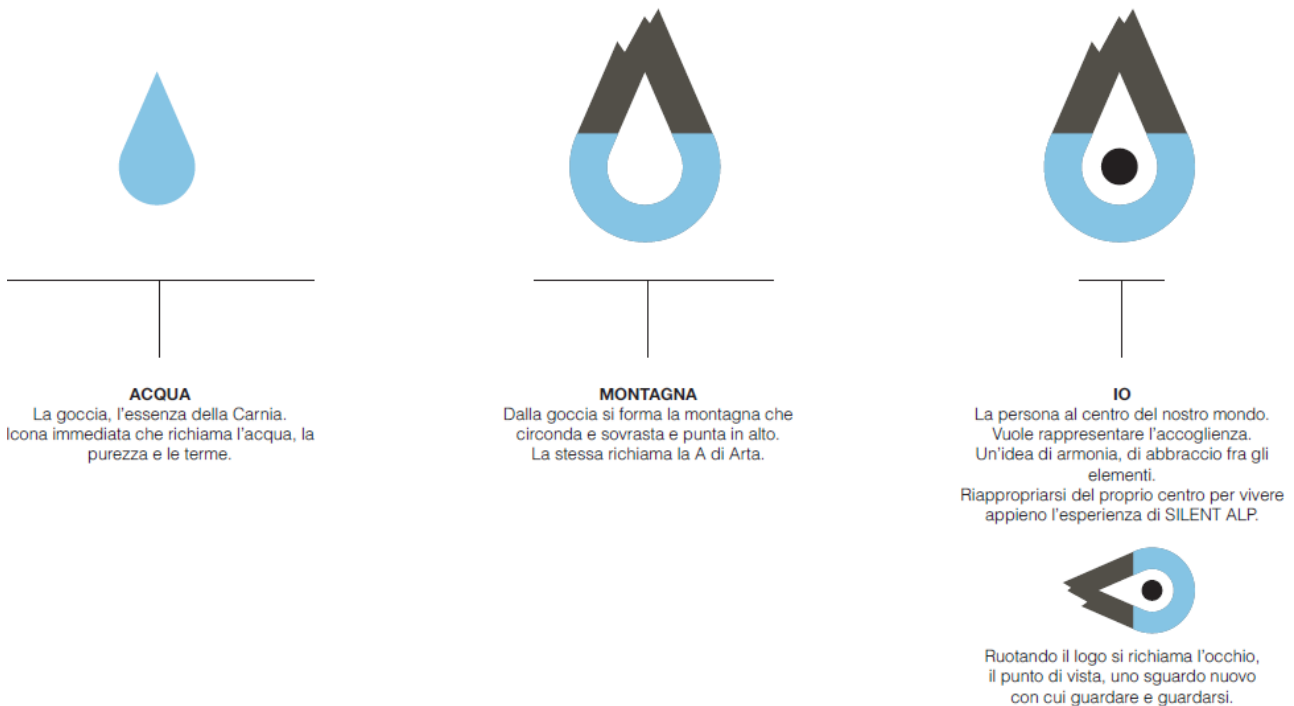 ACQUA
La goccia, l'essenza della Carnia.
Icona immediata che richiama l'acqua, la
purezza e le terme.
MONTAGNA
Dalla goccia si forma la montagna che
circonda e sovrasta e punta in alto.
La stessa richiama la A di Arta.
IO
La persona al centro del nostro mondo.
Vuole rappresentare l'accoglienza.
Un'idea di armonia, di abbraccio fra gli
elementi.
Riappropriarsi del proprio centro per vivere
appieno l'esperienza di SILENT ALP.
Ruotando il logo si richiama l'occhio,
il punto di vista, uno sguardo nuovo
con cui guardare e guardarsi.